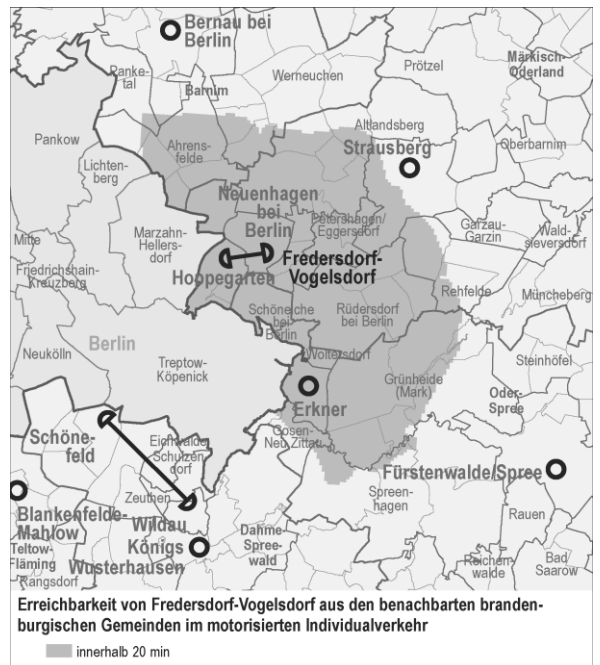 Bernau bei
Berlin
Prötzel
Märkisch-
Oderland
Panke-
tal
Werneuchen
Barnim
Altlandsberg
Pankow
Ahrens-
felde
Strausberg
Oberbarnim
Lichten-
berg
Neuenhagen
bei
Berlin
Petershagen/
Eggersdorf
Garzau-
Garzin
Wald-
sieversdorf
Marzahn-
Hellers-
dorf
Mitte
Fredersdorf-
Vogelsdorf
Friedrichshain-
Kreuzberg
Hoppegarten
Rehfelde
Müncheberg
Schöneiche
bei
Berlin
Rüdersdorf
bei Berlin
Berlin
Neukölln
Woltersdorf
Steinhöfel
Treptow-
Köpenick
Grünheide
(Mark)
Oder-
Spree
Erkner
Schöne-
feld
Eichwalde
Schulzen
dorf
Gosen-
Neu Zittau
Fürstenwalde/Spree
Zeuthen
Spreen-
hagen
Blankenfelde-
Mahlow
Wildau
Rauen
Teltow-
Fläming
Königs
Wusterhausen
Dahme-
Spree-
wald
Reichen-
walde
Bad
Saarow
Rangsdorf
Erreichbarkeit von Fredersdorf-Vogelsdorf aus den benachbarten branden-
burgischen Gemeinden im motorisierten Individualverkehr
innerhalb 20 min